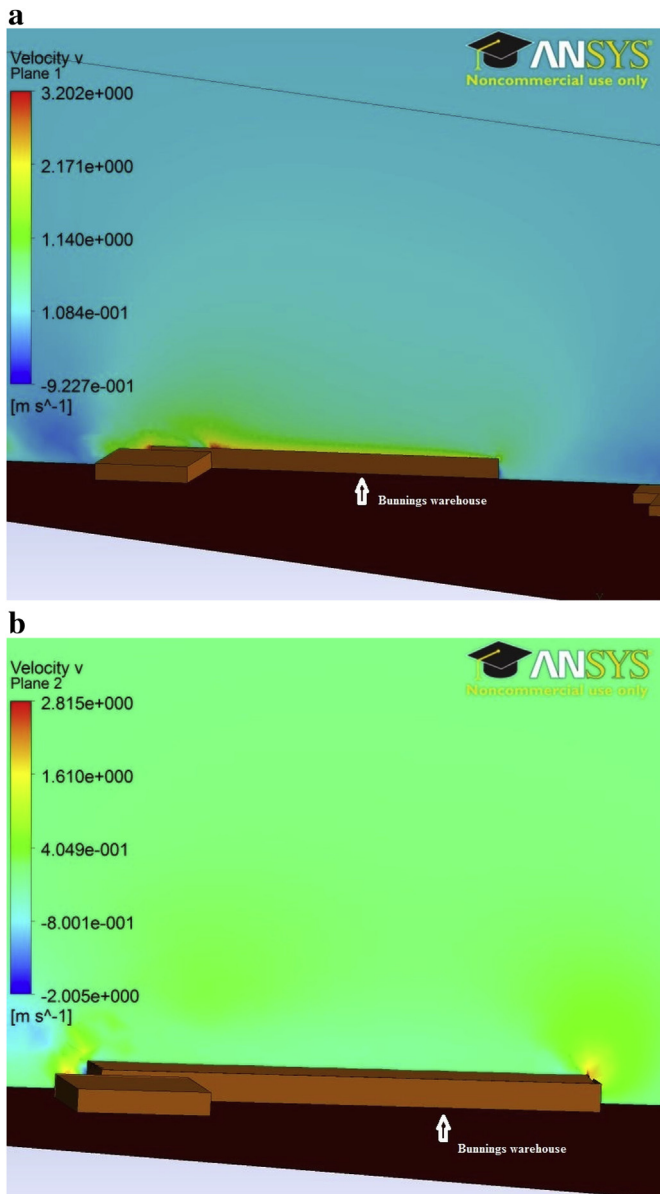 a
ANSYS
Noncommercial use only
Velocity v
Plane 1
3.202e+000
2.171e+000
1.140e+000
1.084e-001
-9.227e-001
[m s^-1]
Bunnings warehouse
b
ANSYS
Noncommercial use only
Velocity v
Plane 2
2.815e+000
1.610e+000
4.049e-001
-8.001e-001
-2.005e+000
[m s^-1]
Bunnings warehouse